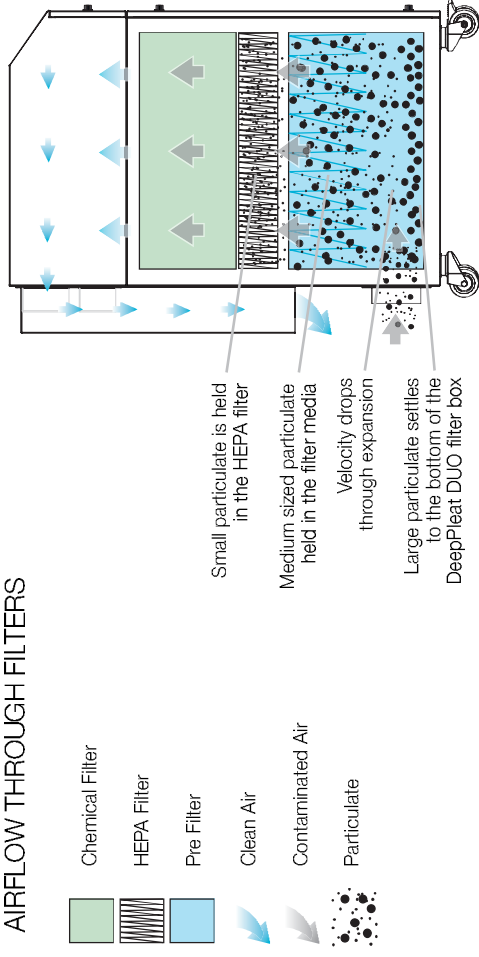 AIRFLOW THROUGH FILTERS
Chemical Filter
HEPA Filter
Pre Filter
Clean Air
Contaminated Air
Particulate
Small particulate is held
in the HEPA filter
Medium sized particulate
held in the filter media
Velocity drops
through expansion
Large particulate settles
to the bottom of the
DeepPleat DUO filter box